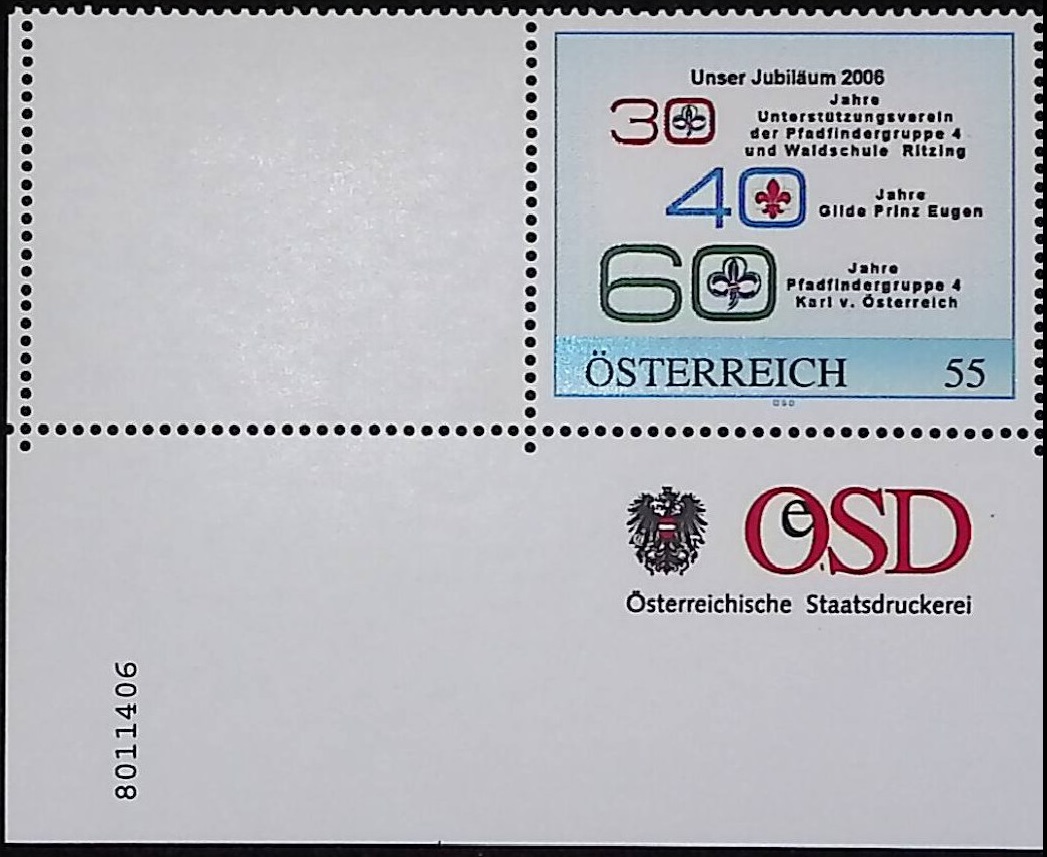 Unser Jubiläum 2006
30
Jahre
Unterstützungsverein
der Pfadfindergruppe 4
und Waldschule Ritzing
40
Jahre
Gilde Prinz Eugen
60
Jahre
Pfadfindergruppe 4
Karl v. Österreich
ÖSTERREICH 55
OSD
OeSD
Österreichische Staatsdruckerei
8011406